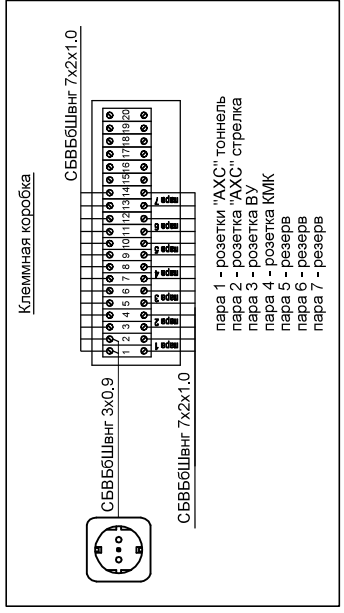 Клеммная коробка
СБВБбШвнг 7x2x1.0
1 2 3 4 5 6 7 8 9 10 11 12 13 14 15 16 17 18 19 20
пара 1 пара 2 пара 3 пара 4 пара 5 пара 6 пара 7
СБВБбШвнг 3x0.9
СБВБбШвнг 7x2x1.0
пара 1 - розетки "АХС" тоннель
пара 2 - розетка "АХС" стрелка
пара 3 - розетка ВУ
пара 4 - розетка КМК
пара 5 - резерв
пара 6 - резерв
пара 7 - резерв